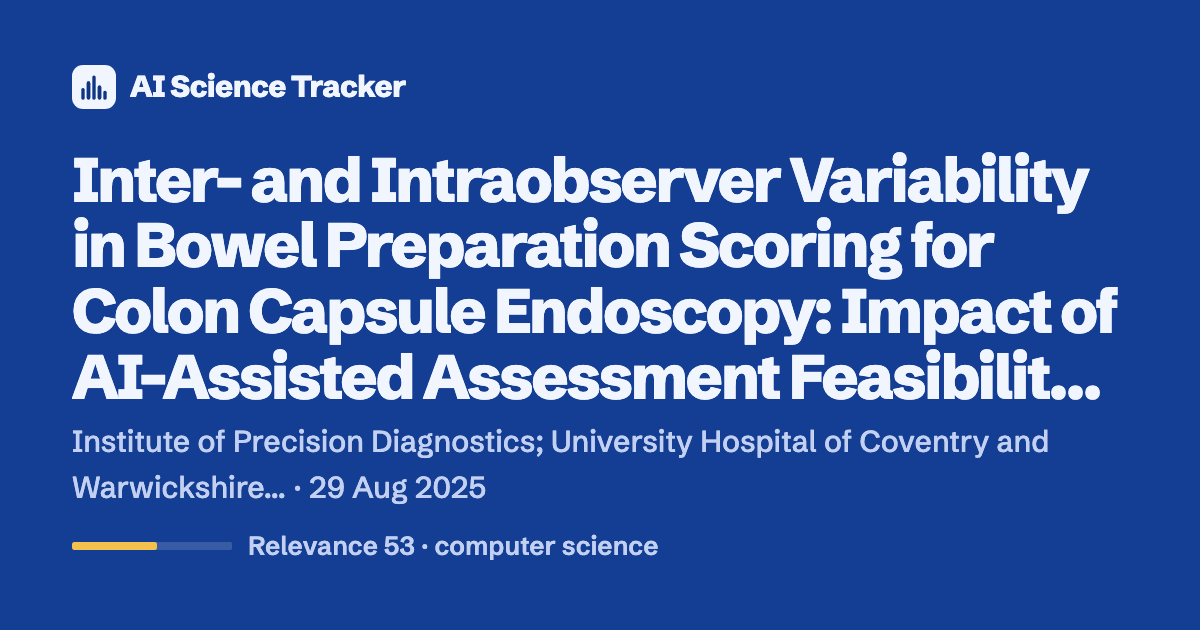 AI Science Tracker
Inter- and Intraobserver Variability
in Bowel Preparation Scoring for
Colon Capsule Endoscopy: Impact of
AI-Assisted Assessment Feasibilit...
Institute of Precision Diagnostics; University Hospital of Coventry and
Warwickshire... · 29 Aug 2025
Relevance 53 · computer science